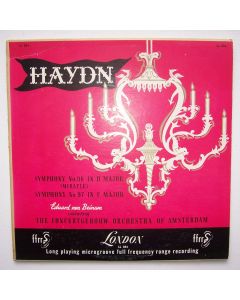 HAYDN
SYMPHONY No. 96 IN D MAJOR
(MIRACLE)
SYMPHONY No. 97 IN C MAJOR
Eduard van Beinum
conducting
THE CONCERTGEBOUW ORCHESTRA OF AMSTERDAM
ffrr
LONDON
ffrr
Long playing microgroove full frequency range recording